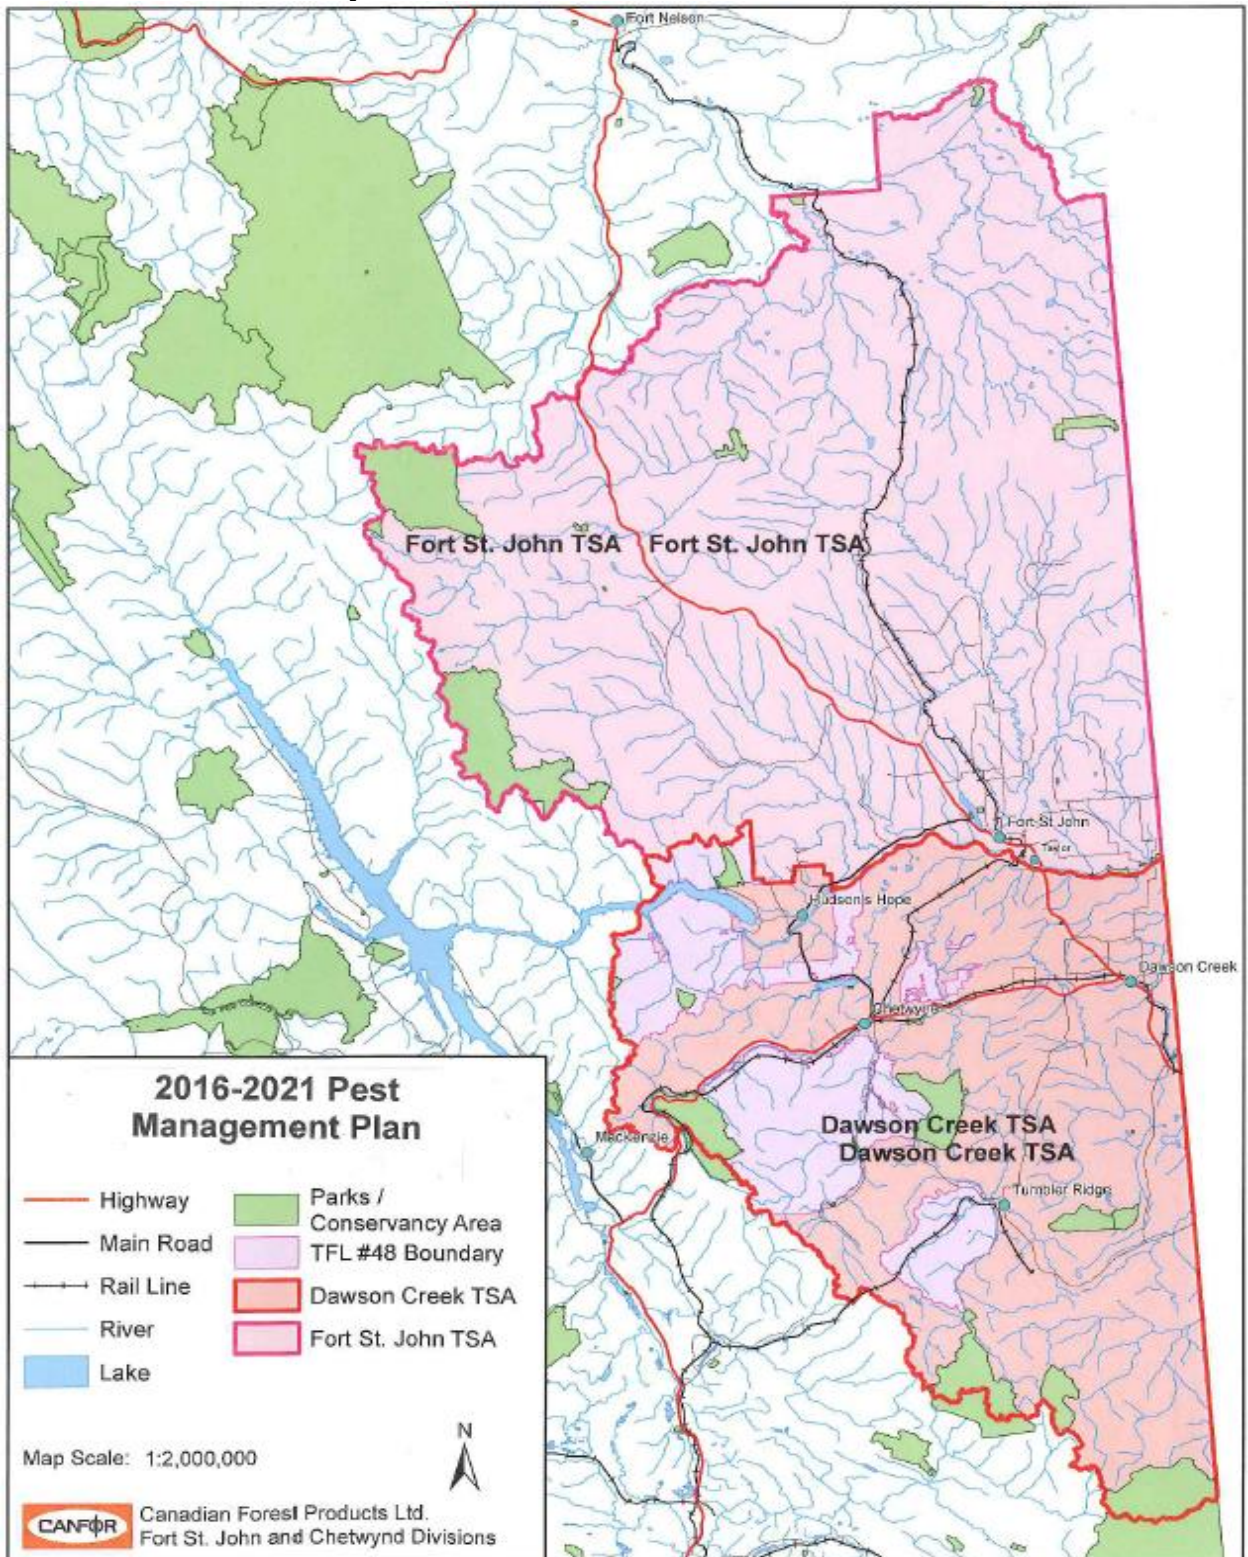 Fort Nelson
Fort St. John TSA Fort St. John TSA
Fort St. John
Taylor
Hudson's Hope
Dawson Creek
Chetwynd
Dawson Creek TSA
Dawson Creek TSA
Mackenzie
Tumbler Ridge
2016-2021 Pest
Management Plan
Highway
Main Road
Rail Line
River
Lake
Parks /
Conservancy Area
TFL #48 Boundary
Dawson Creek TSA
Fort St. John TSA
N
Map Scale: 1:2,000,000
CANFOR
Canadian Forest Products Ltd.
Fort St. John and Chetwynd Divisions